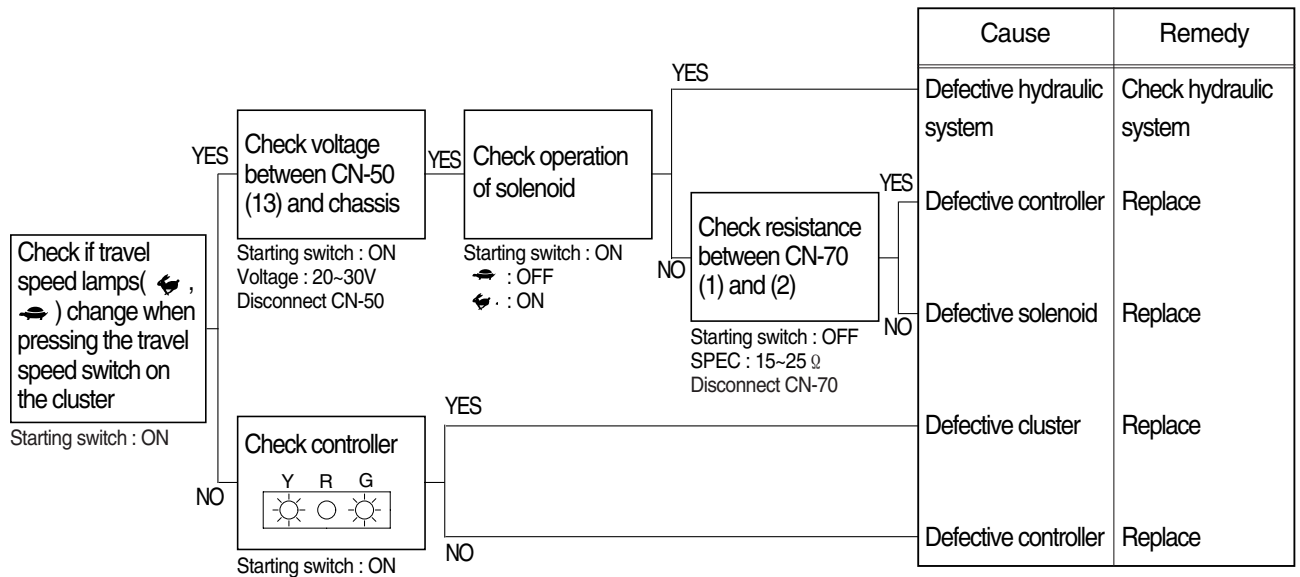 Cause
Remedy
YES
Defective hydraulic
system
Check hydraulic
system
YES
Check voltage
between CN-50
(13) and chassis
Starting switch : ON
Voltage : 20~30V
Disconnect CN-50
YES
Check operation
of solenoid
Starting switch : ON
: OFF
: ON
NO
Check resistance
between CN-70
(1) and (2)
Starting switch : OFF
SPEC : 15~25 Ω
Disconnect CN-70
YES
Defective controller
Replace
NO
Defective solenoid
Replace
Check if travel
speed lamps( ,
) change when
pressing the travel
speed switch on
the cluster
Starting switch : ON
NO
Check controller
Y R G
Starting switch : ON
YES
Defective cluster
Replace
NO
Defective controller
Replace